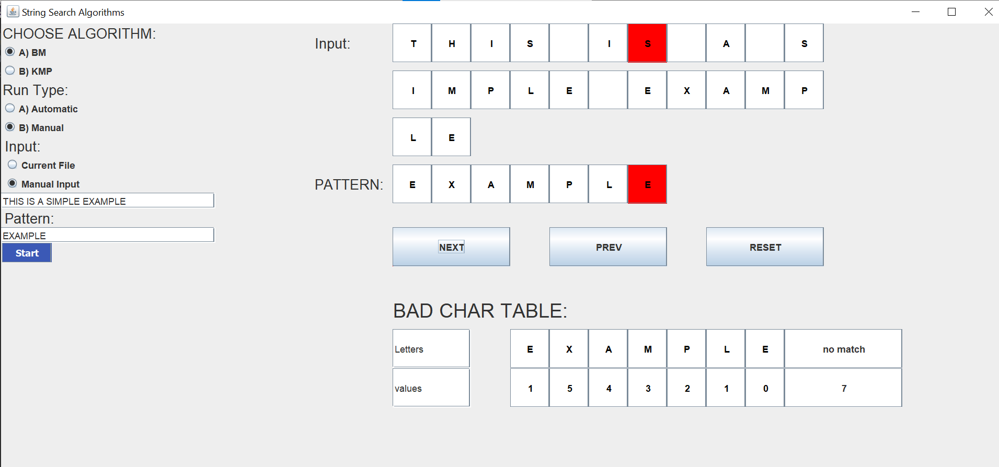 String Search Algorithms
CHOOSE ALGORITHM:
A) BM
B) KMP
Run Type:
A) Automatic
B) Manual
Input:
Current File
Manual Input
THIS IS A SIMPLE EXAMPLE
Pattern:
EXAMPLE
Start
Input:
T H I S I S A S
I M P L E E X A M P
L E
PATTERN: E X A M P L E
NEXT PREV RESET
BAD CHAR TABLE:
Letters E X A M P L E no match
values 1 5 4 3 2 1 0 7